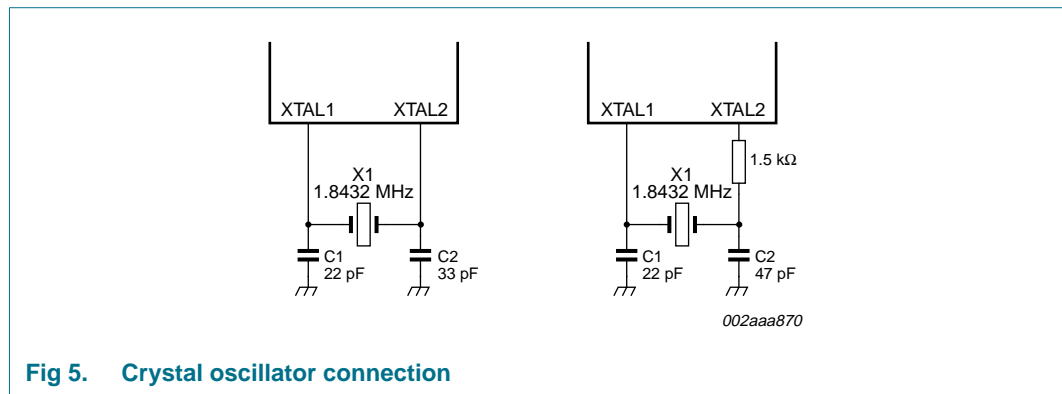 XTAL1 XTAL2
X1
1.8432 MHz
C1
22 pF
C2
33 pF
XTAL1 XTAL2
1.5 kΩ
X1
1.8432 MHz
C1
22 pF
C2
47 pF
002aaa870
Fig 5. Crystal oscillator connection